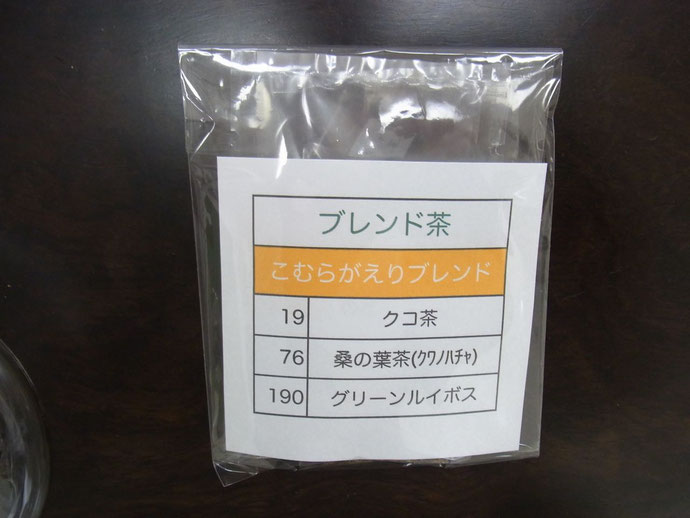 ブレンド茶
こむらがえりブレンド
19 クコ茶
76 桑の葉茶(ｸﾜﾉﾊﾁｬ)
190 グリーンルイボス